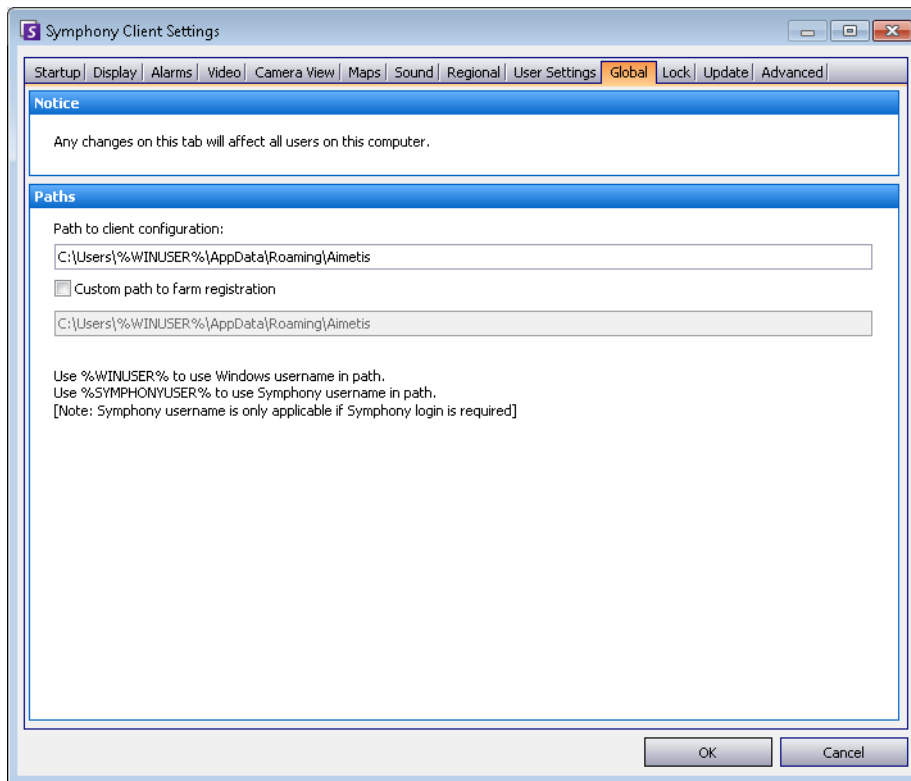 Symphony Client Settings
Startup Display Alarms Video Camera View Maps Sound Regional User Settings Global Lock Update Advanced
Notice
Any changes on this tab will affect all users on this computer.
Paths
Path to client configuration:
C:\Users\%WINUSER%\AppData\Roaming\Aimetis
Custom path to farm registration
C:\Users\%WINUSER%\AppData\Roaming\Aimetis
Use %WINUSER% to use Windows username in path.
Use %SYMPHONYUSER% to use Symphony username in path.
[Note: Symphony username is only applicable if Symphony login is required]
OK Cancel